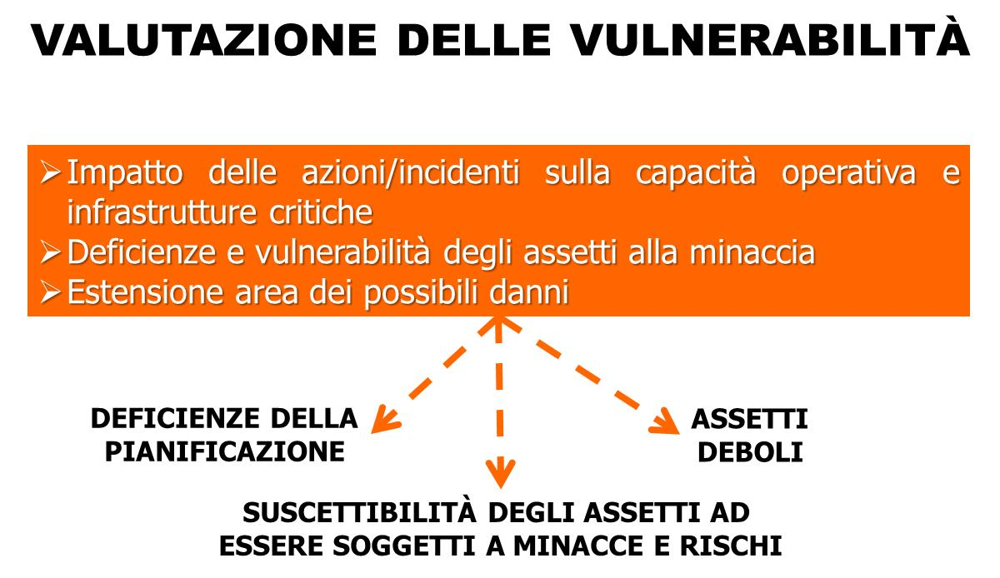 VALUTAZIONE DELLE VULNERABILITÀ
➢Impatto delle azioni/incidenti sulla capacità operativa e
infrastrutture critiche
➢Deficienze e vulnerabilità degli assetti alla minaccia
➢Estensione area dei possibili danni
DEFICIENZE DELLA
PIANIFICAZIONE
ASSETTI
DEBOLI
SUSCETTIBILITÀ DEGLI ASSETTI AD
ESSERE SOGGETTI A MINACCE E RISCHI